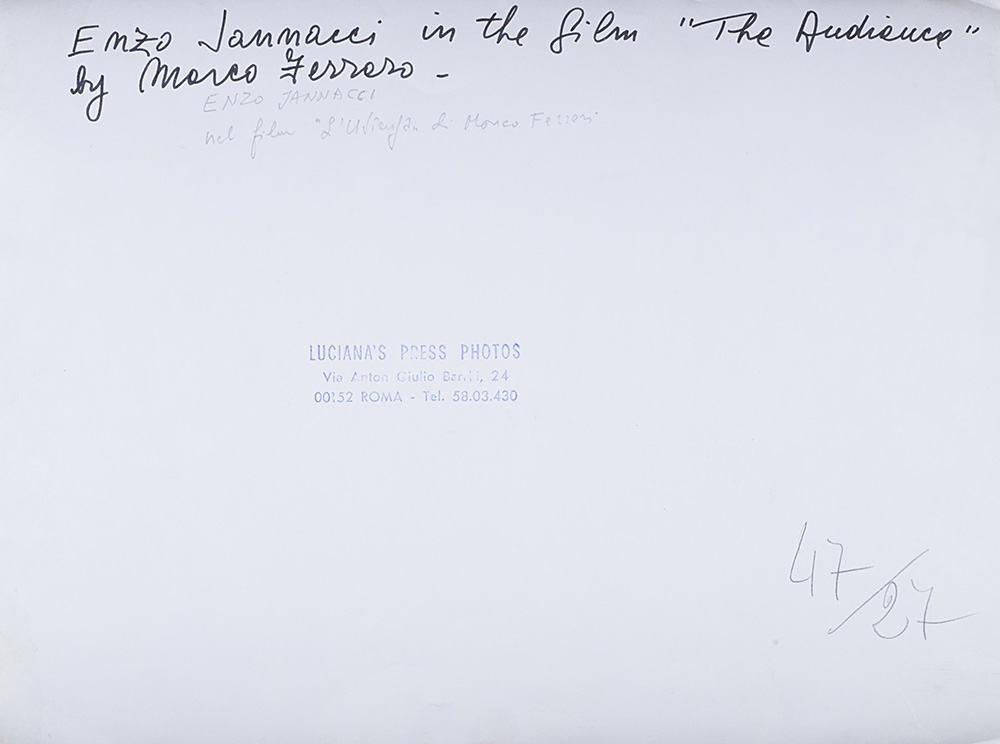 Enzo Jannacci in the film "The Audience"
by Marco Ferraro -
ENZO JANNACCI
nel film "L'Udienza" di Marco Ferreri
LUCIANA'S PRESS PHOTOS
Via Anton Giulio Barrili, 24
00152 ROMA - Tel. 58.03.430
47/27